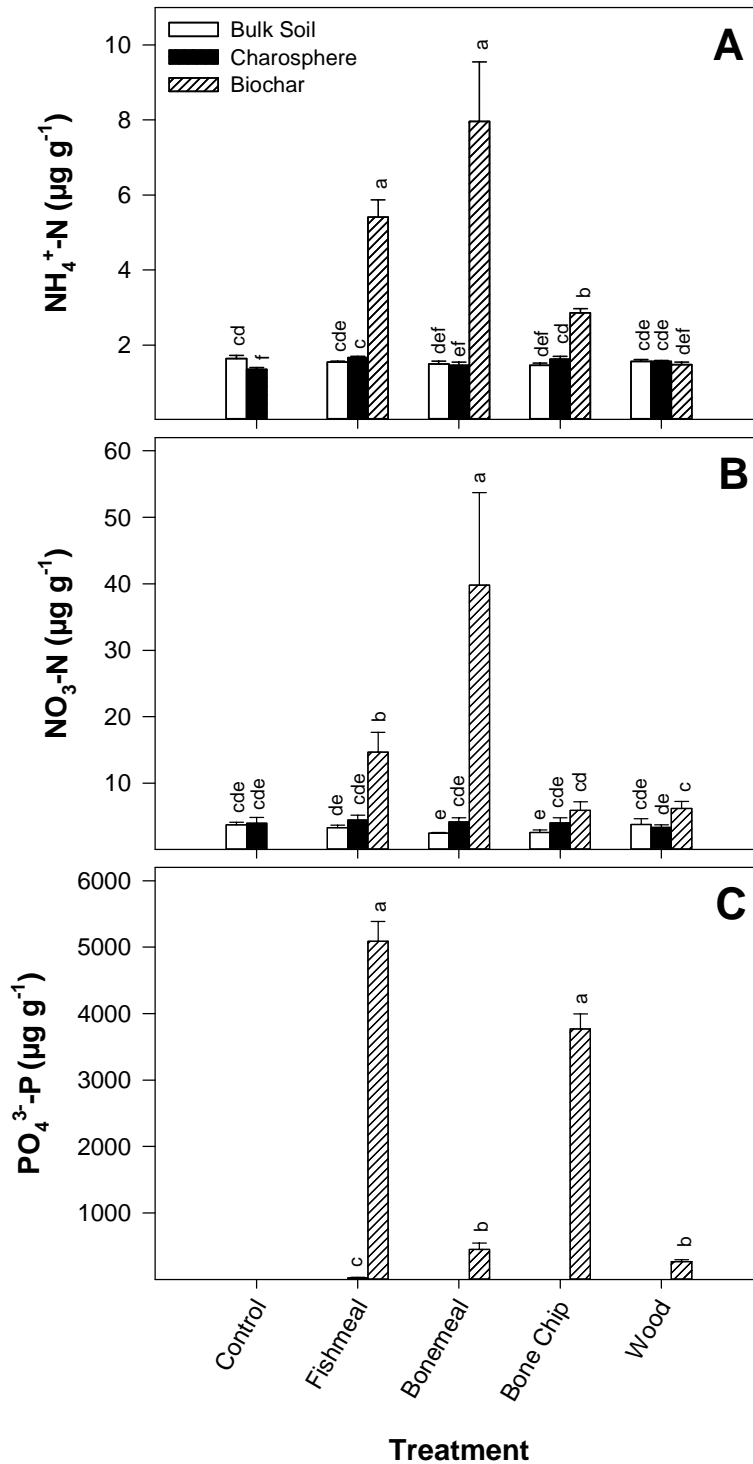 Bulk Soil
Charosphere
Biochar
A
NH₄⁺-N (µg g⁻¹)
10
8
6
4
2
cd
f
cde
c
a
def
ef
a
def
cd
b
cde
cde
def
B
NO₃-N (µg g⁻¹)
60
50
40
30
20
10
cde
cde
de
cde
b
e
cde
a
e
cde
cd
cde
de
c
C
PO₄³⁻-P (µg g⁻¹)
6000
5000
4000
3000
2000
1000
c
a
b
a
b
Control
Fishmeal
Bonemeal
Bone Chip
Wood
Treatment